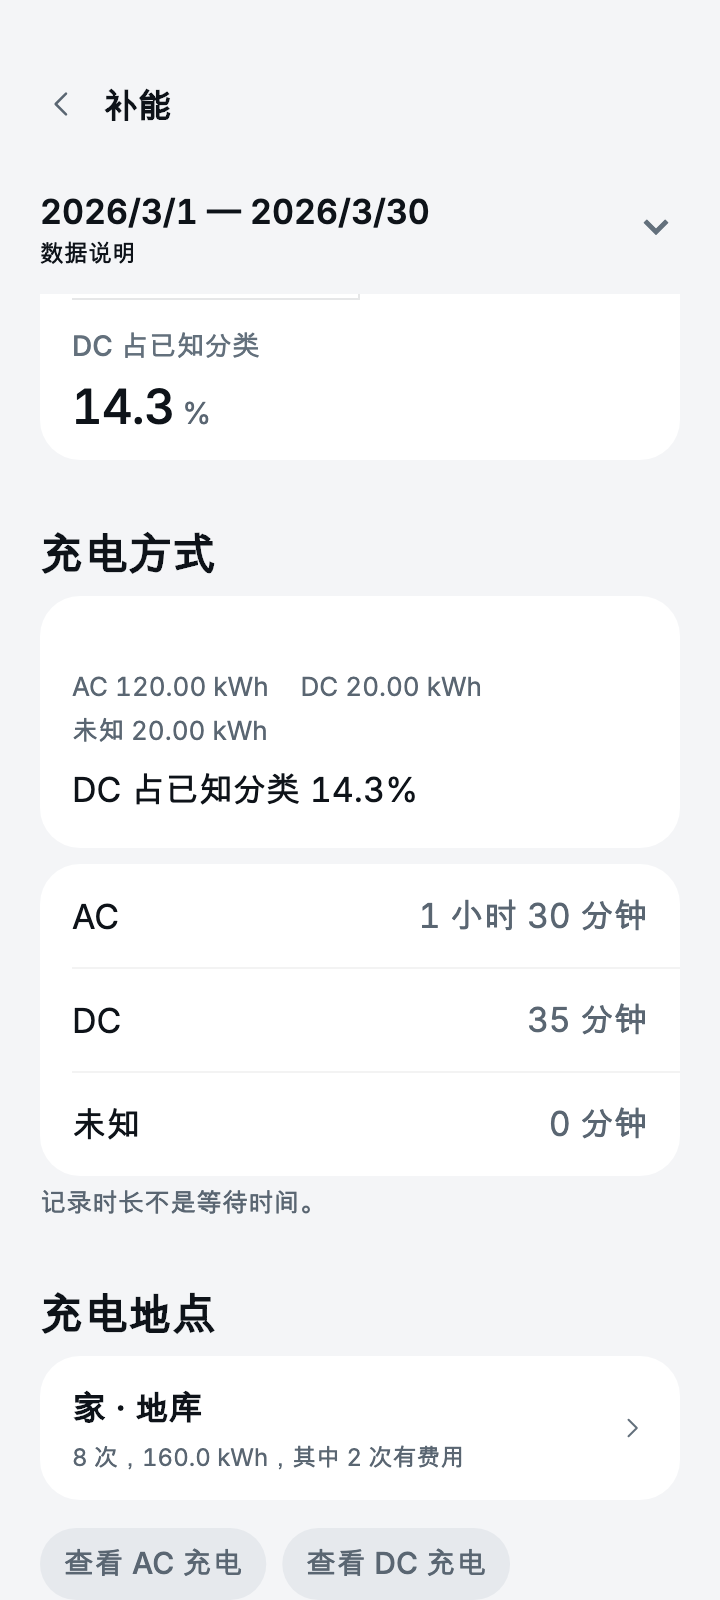 补能
2026/3/1 — 2026/3/30
数据说明
DC 占已知分类
14.3 %
充电方式
AC 120.00 kWh DC 20.00 kWh
未知 20.00 kWh
DC 占已知分类 14.3%
AC 1 小时 30 分钟
DC 35 分钟
未知 0 分钟
记录时长不是等待时间。
充电地点
家 · 地库
8 次，160.0 kWh，其中 2 次有费用
查看 AC 充电 查看 DC 充电